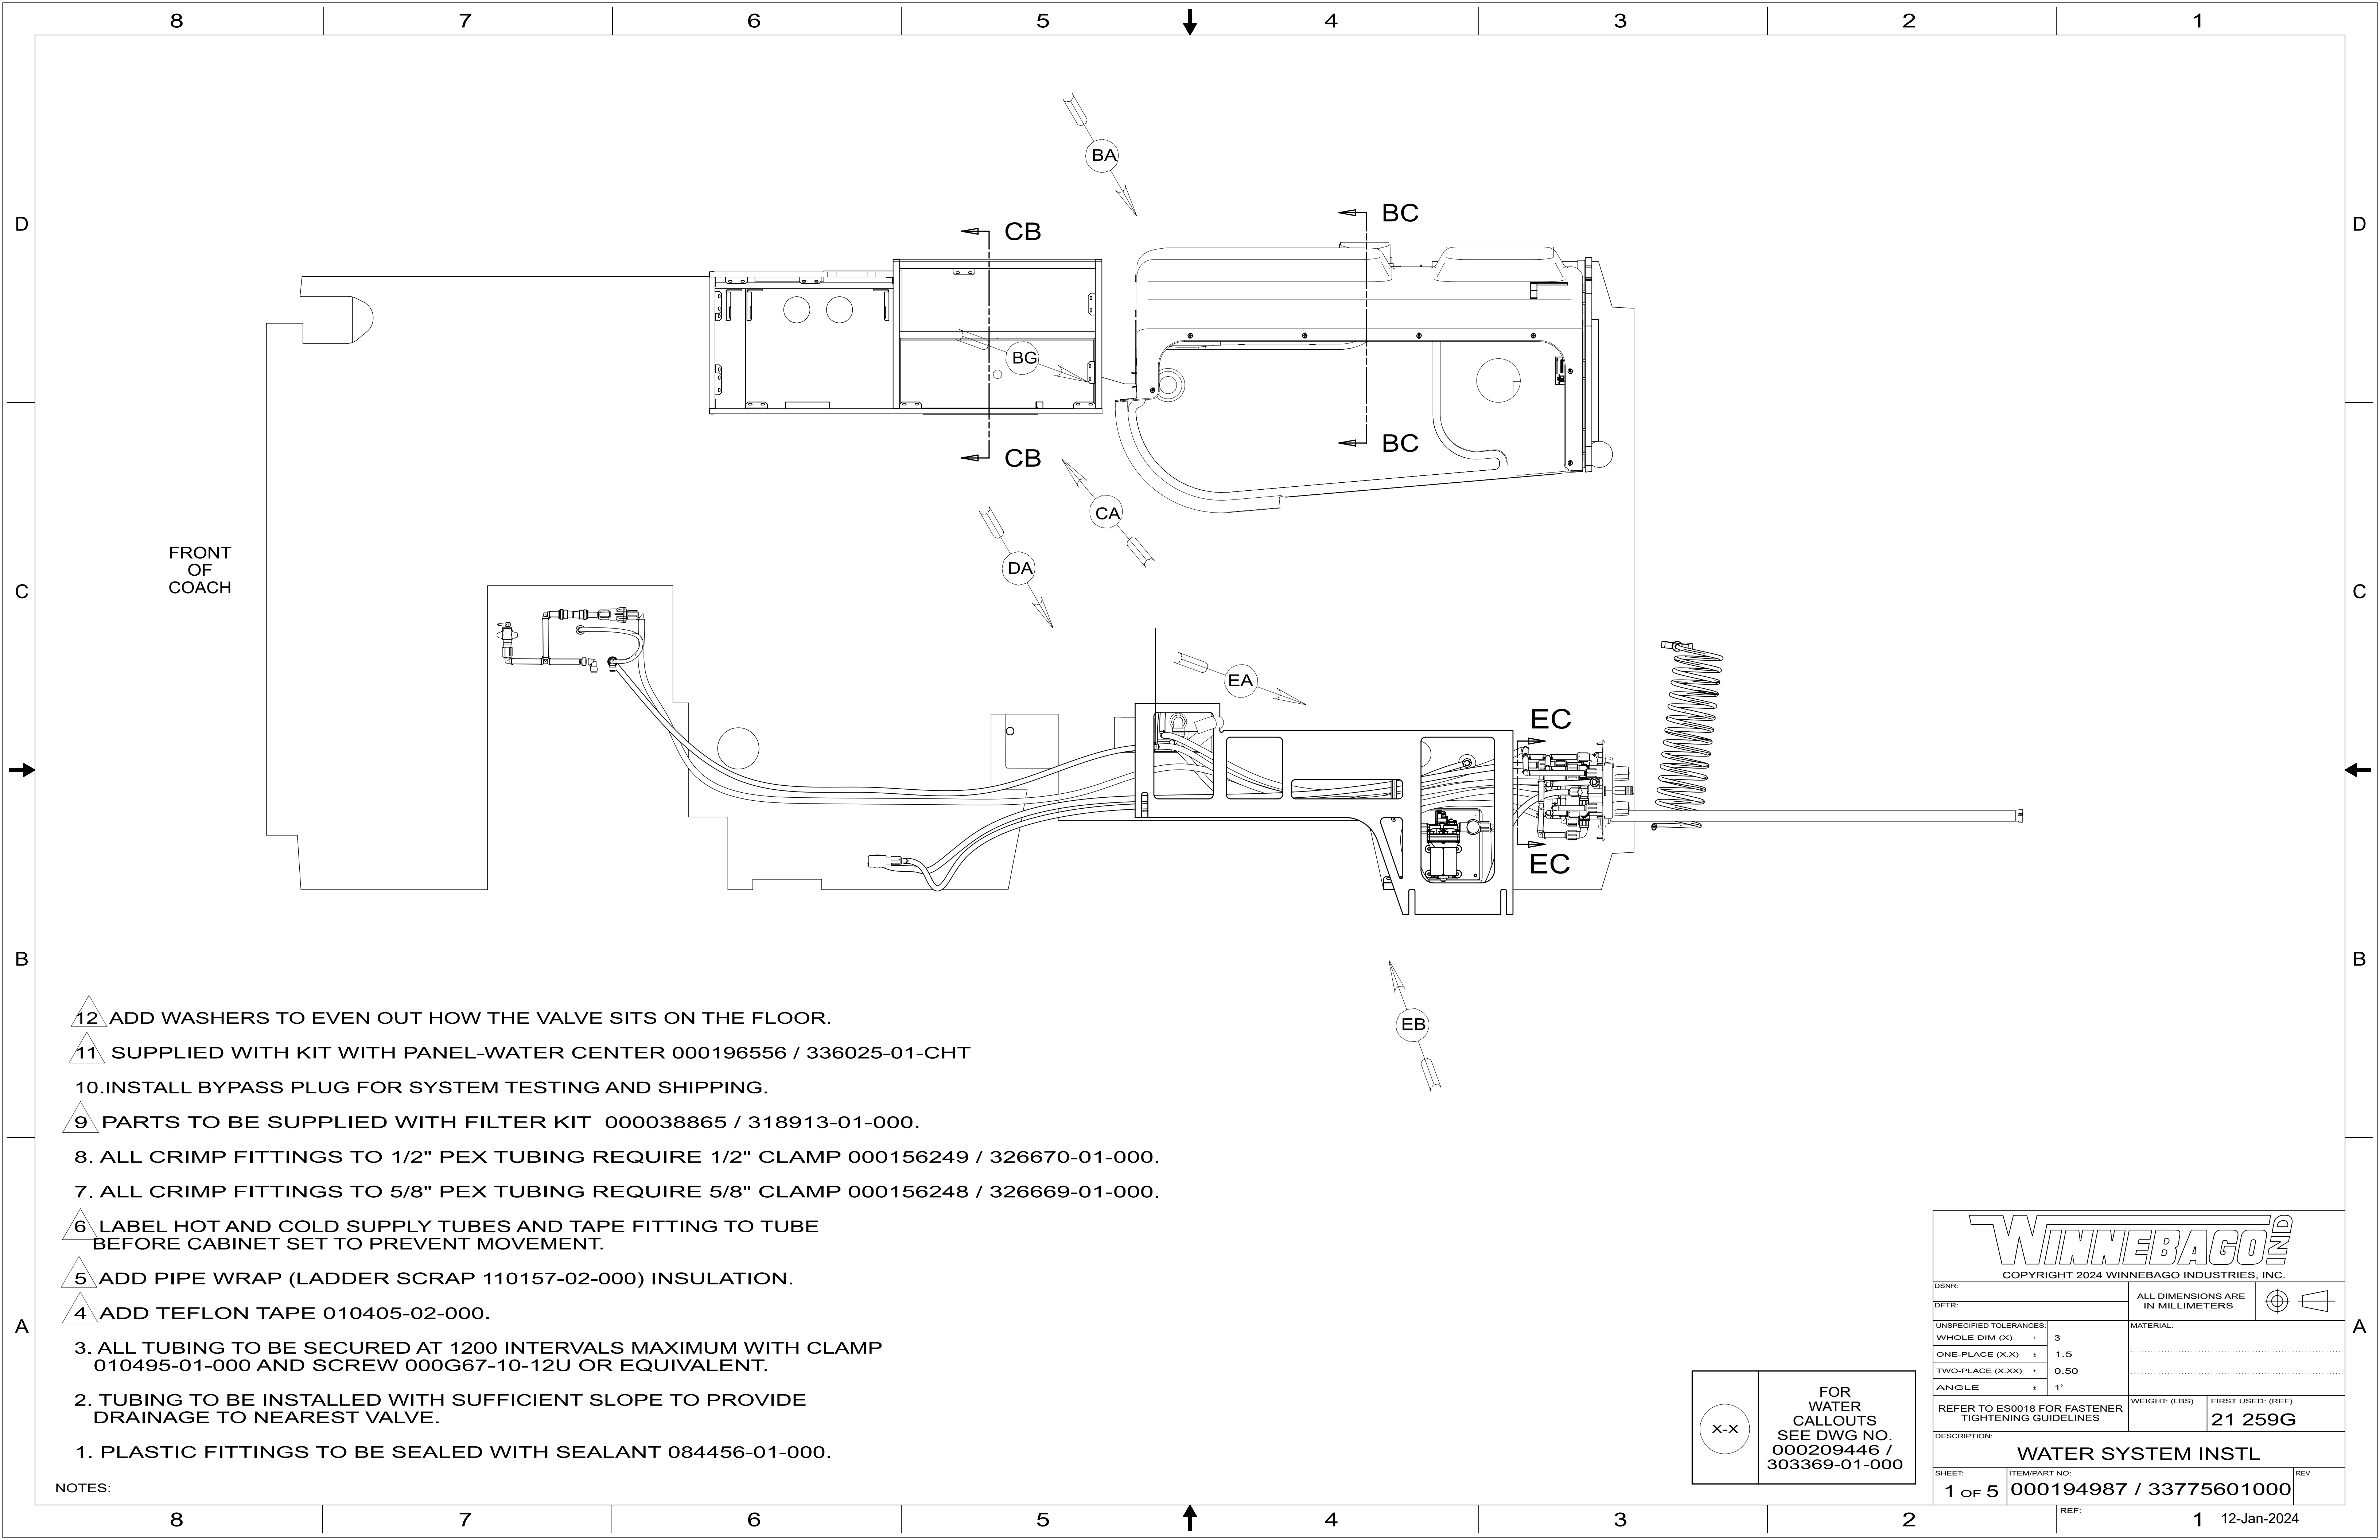 8 7 6 5 4 3 2 1
D
D
C
C
B
B
A
A
BA
CB
BC
BG
CB
BC
CA
DA
FRONT
OF
COACH
EA
EC
EC
EB
12 ADD WASHERS TO EVEN OUT HOW THE VALVE SITS ON THE FLOOR.
11 SUPPLIED WITH KIT WITH PANEL-WATER CENTER 000196556 / 336025-01-CHT
10.INSTALL BYPASS PLUG FOR SYSTEM TESTING AND SHIPPING.
9 PARTS TO BE SUPPLIED WITH FILTER KIT 000038865 / 318913-01-000.
8. ALL CRIMP FITTINGS TO 1/2" PEX TUBING REQUIRE 1/2" CLAMP 000156249 / 326670-01-000.
7. ALL CRIMP FITTINGS TO 5/8" PEX TUBING REQUIRE 5/8" CLAMP 000156248 / 326669-01-000.
6 LABEL HOT AND COLD SUPPLY TUBES AND TAPE FITTING TO TUBE
BEFORE CABINET SET TO PREVENT MOVEMENT.
5 ADD PIPE WRAP (LADDER SCRAP 110157-02-000) INSULATION.
4 ADD TEFLON TAPE 010405-02-000.
3. ALL TUBING TO BE SECURED AT 1200 INTERVALS MAXIMUM WITH CLAMP
010495-01-000 AND SCREW 000G67-10-12U OR EQUIVALENT.
2. TUBING TO BE INSTALLED WITH SUFFICIENT SLOPE TO PROVIDE
DRAINAGE TO NEAREST VALVE.
1. PLASTIC FITTINGS TO BE SEALED WITH SEALANT 084456-01-000.
NOTES:
X-X
FOR
WATER
CALLOUTS
SEE DWG NO.
000209446 /
303369-01-000
WINNEBAGO IND
COPYRIGHT 2024 WINNEBAGO INDUSTRIES, INC.
DSNR:
DFTR:
ALL DIMENSIONS ARE
IN MILLIMETERS
UNSPECIFIED TOLERANCES:
WHOLE DIM (X) ± 3
ONE-PLACE (X.X) ± 1.5
TWO-PLACE (X.XX) ± 0.50
ANGLE ± 1°
MATERIAL:
REFER TO ES0018 FOR FASTENER
TIGHTENING GUIDELINES
WEIGHT: (LBS)
FIRST USED: (REF)
21 259G
DESCRIPTION:
WATER SYSTEM INSTL
SHEET:
1 OF 5
ITEM/PART NO:
000194987 / 33775601000
REV
REF:
8 7 6 5 4 3 2 1
12-Jan-2024